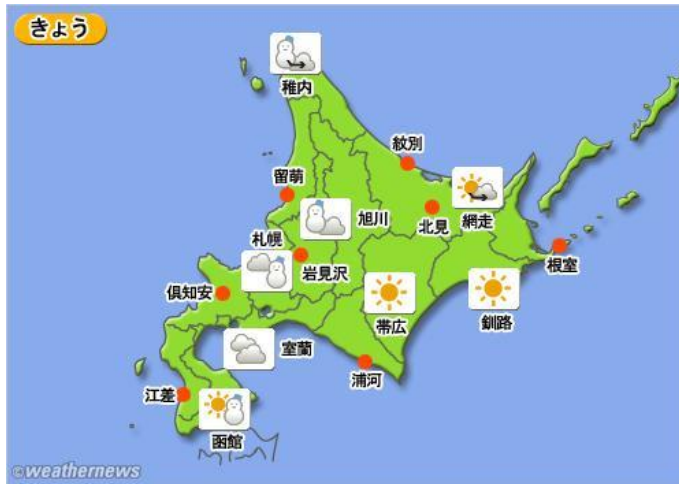 きょう
稚内
紋別
留萌
旭川
北見
網走
札幌
岩見沢
根室
倶知安
帯広
釧路
室蘭
浦河
江差
函館
©weathernews